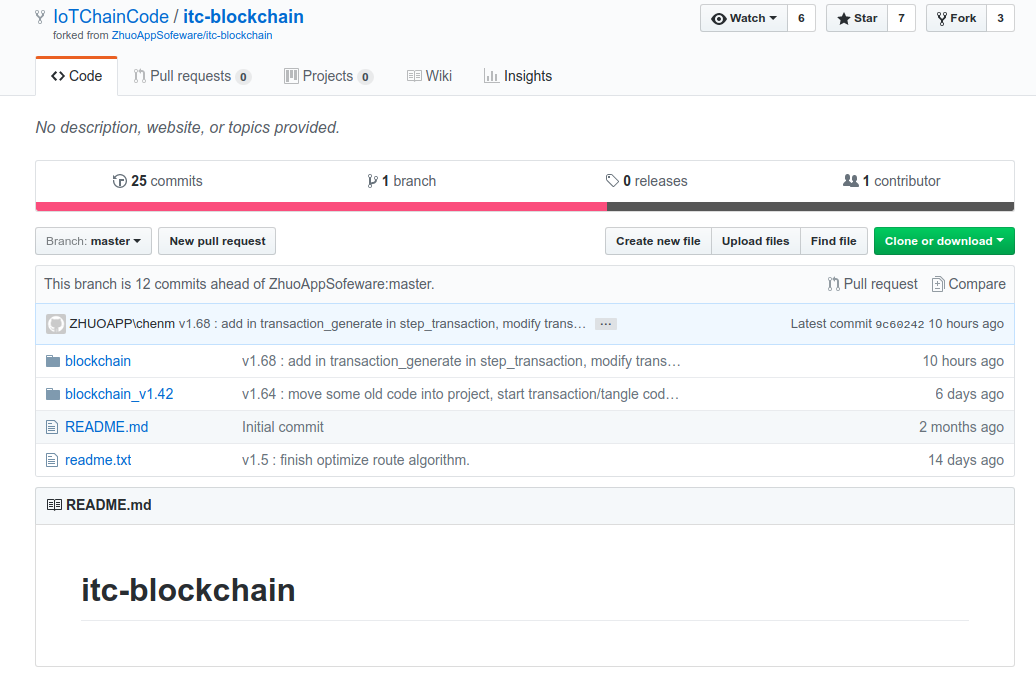 IoTChainCode / itc-blockchain
Watch 6 Star 7 Fork 3
forked from ZhuoAppSofeware/itc-blockchain
Code Pull requests 0 Projects 0 Wiki Insights
No description, website, or topics provided.
25 commits 1 branch 0 releases 1 contributor
Branch: master New pull request Create new file Upload files Find file Clone or download
This branch is 12 commits ahead of ZhuoAppSofeware:master. Pull request Compare
ZHUOAPP\chenm v1.68 : add in transaction_generate in step_transaction, modify trans… … Latest commit 9c60242 10 hours ago
blockchain v1.68 : add in transaction_generate in step_transaction, modify trans… 10 hours ago
blockchain_v1.42 v1.64 : move some old code into project, start transaction/tangle cod… 6 days ago
README.md Initial commit 2 months ago
readme.txt v1.5 : finish optimize route algorithm. 14 days ago
README.md
itc-blockchain